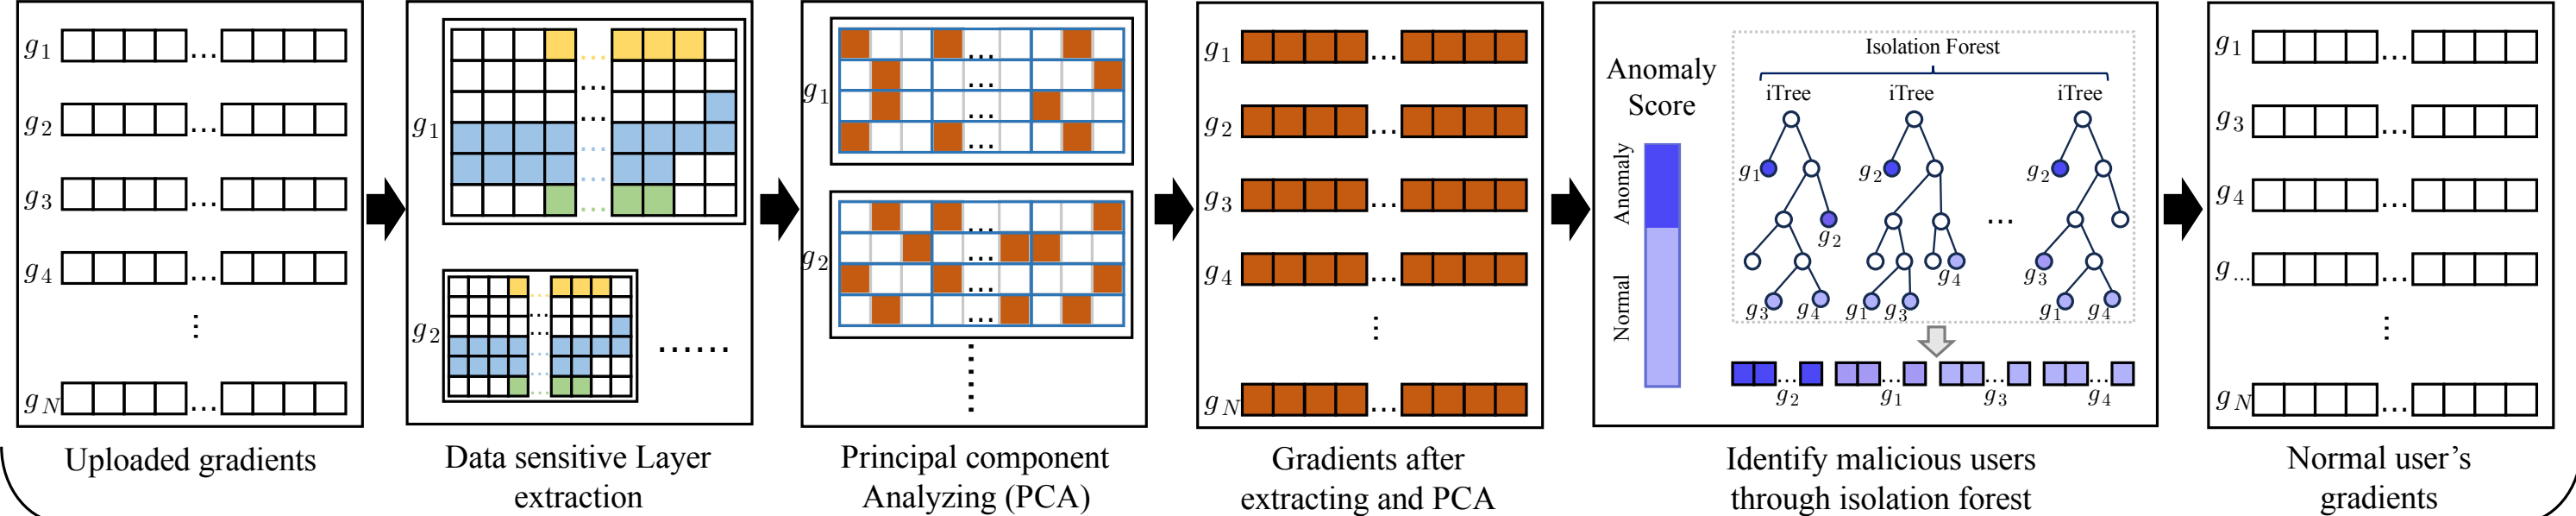 g1
g2
g3
g4
⋮
gN
Uploaded gradients
g1
g2
......
Data sensitive Layer
extraction
g1
g2
Principal component
Analyzing (PCA)
g1
g2
g3
g4
⋮
gN
Gradients after
extracting and PCA
Anomaly
Score
Anomaly
Normal
Isolation Forest
iTree iTree iTree
g1 g2 g2
g2 ...
g4 g3
g3 g4 g1 g3 g1 g4
g2 g1 g3 g4
Identify malicious users
through isolation forest
g1
g3
g4
g...
⋮
gN
Normal user’s
gradients